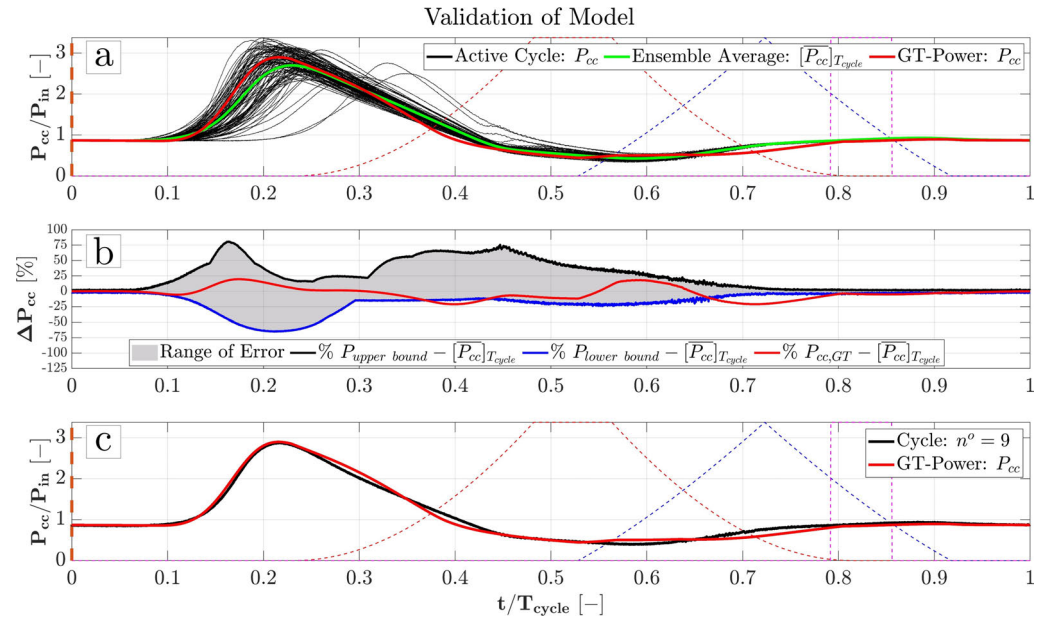 Validation of Model
a
Active Cycle: P_cc Ensemble Average: [P̅_cc]_T_cycle GT-Power: P_cc
P_cc/P_in [−]
3
2
1
0
0 0.1 0.2 0.3 0.4 0.5 0.6 0.7 0.8 0.9 1
b
ΔP_cc [%]
100
75
50
25
0
-25
-50
-75
-100
-125
Range of Error % P_upper bound − [P̅_cc]_T_cycle % P_lower bound − [P̅_cc]_T_cycle % P_cc,GT − [P̅_cc]_T_cycle
0 0.1 0.2 0.3 0.4 0.5 0.6 0.7 0.8 0.9 1
c
Cycle: n° = 9
GT-Power: P_cc
P_cc/P_in [−]
3
2
1
0
0 0.1 0.2 0.3 0.4 0.5 0.6 0.7 0.8 0.9 1
t/T_cycle [−]